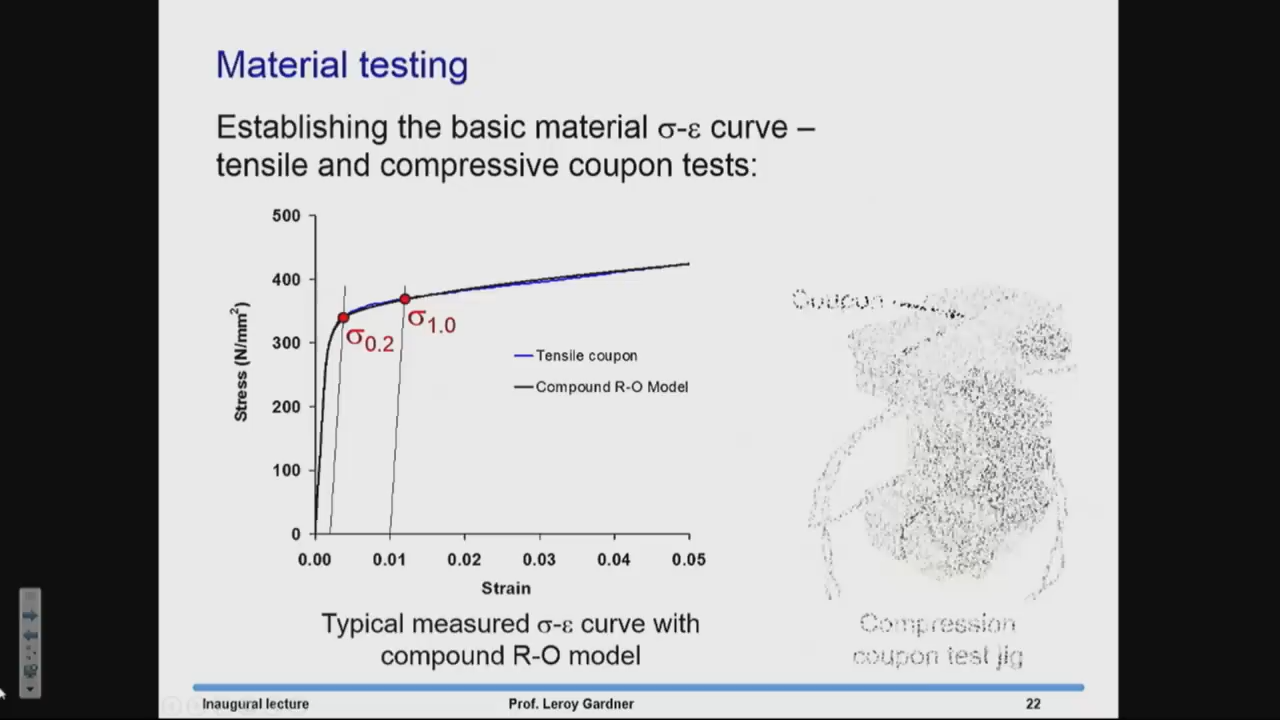 Material testing
Establishing the basic material σ-ε curve –
tensile and compressive coupon tests:
500
400
300
200
100
0
Stress (N/mm²)
σ0.2
σ1.0
Tensile coupon
Compound R-O Model
0.00 0.01 0.02 0.03 0.04 0.05
Strain
Typical measured σ-ε curve with
compound R-O model
Coupon
Compression
coupon test jig
Inaugural lecture Prof. Leroy Gardner 22